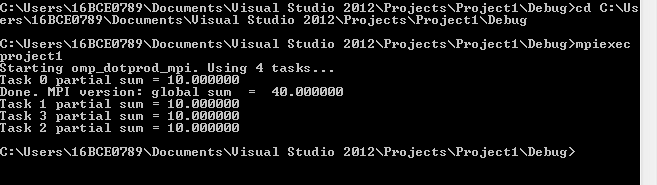 C:\Users\16BCE0789\Documents\Visual Studio 2012\Projects\Project1\Debug>cd C:\Us
ers\16BCE0789\Documents\Visual Studio 2012\Projects\Project1\Debug
C:\Users\16BCE0789\Documents\Visual Studio 2012\Projects\Project1\Debug>mpiexec
project1
Starting omp_dotprod_mpi. Using 4 tasks...
Task 0 partial sum = 10.000000
Done. MPI version: global sum  =  40.000000
Task 1 partial sum = 10.000000
Task 3 partial sum = 10.000000
Task 2 partial sum = 10.000000
C:\Users\16BCE0789\Documents\Visual Studio 2012\Projects\Project1\Debug>